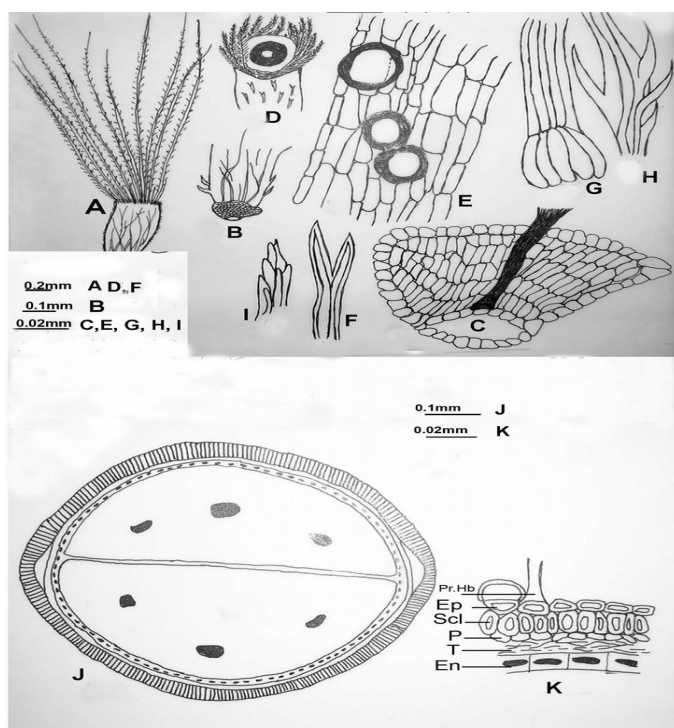 D
A
B
E
G
H
I
F
C
0.2mm A D, F
0.1mm B
0.02mm C,E, G, H, I
0.1mm J
0.02mm K
Pr.Hb
Ep
Scl
P
T
En
J
K